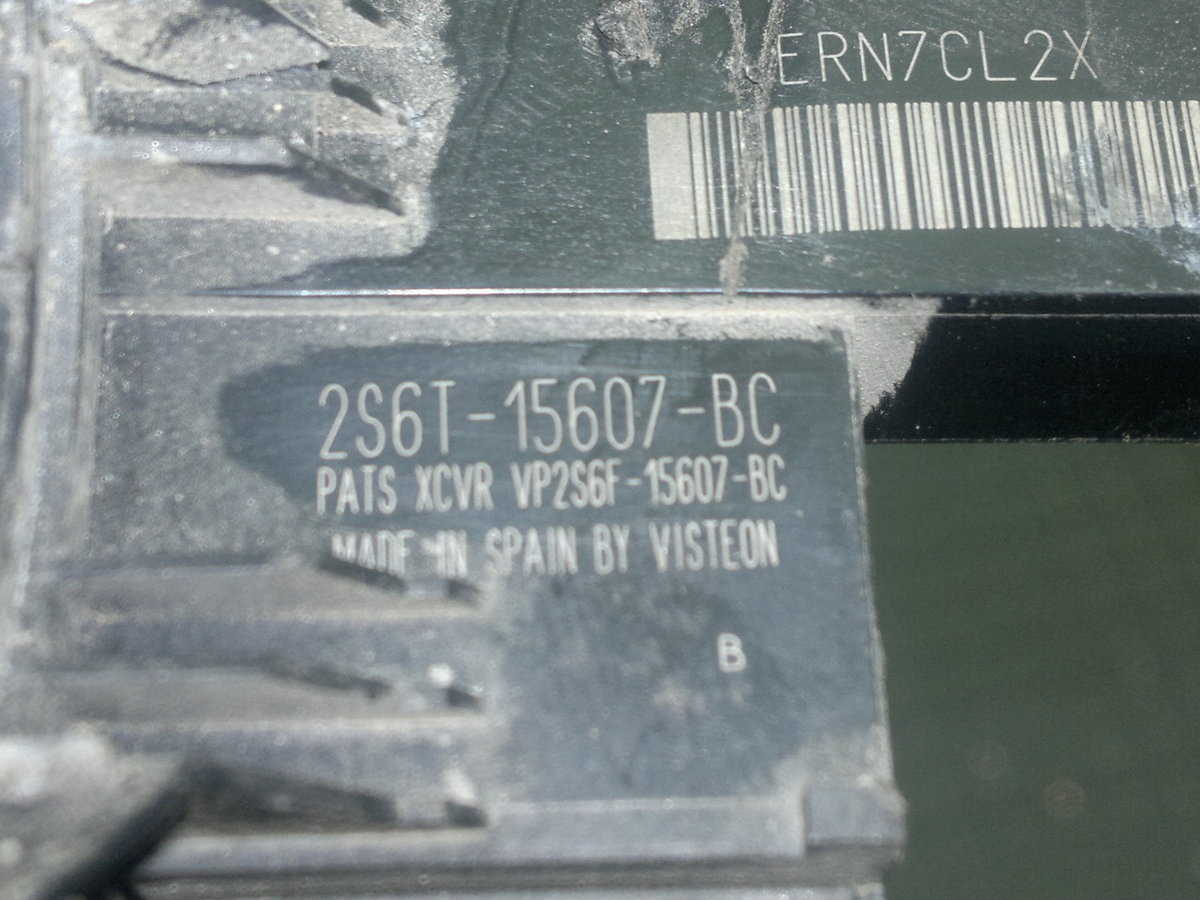 ERN7CL2X
2S6T-15607-BC
PATS XCVR VP2S6F-15607-BC
MADE IN SPAIN BY VISTEON
B